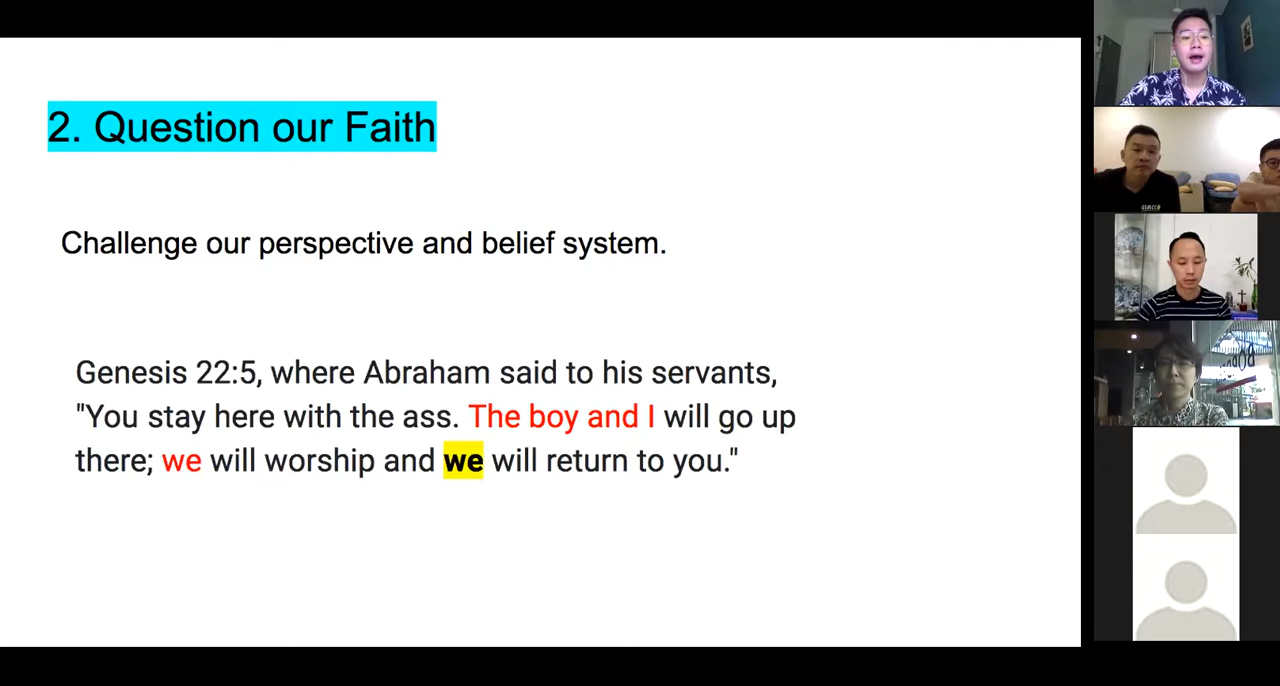 2. Question our Faith
Challenge our perspective and belief system.
Genesis 22:5, where Abraham said to his servants,
"You stay here with the ass. The boy and I will go up
there; we will worship and we will return to you."